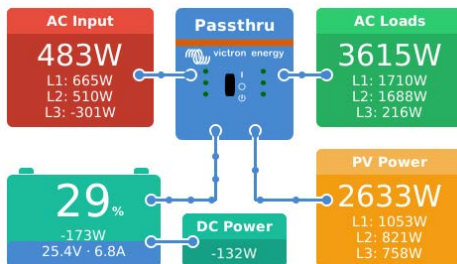 AC Input
483W
L1: 665W
L2: 510W
L3: -301W
Passthru
victron energy
I
AC Loads
3615W
L1: 1710W
L2: 1688W
L3: 216W
29%
-173W
25.4V · 6.8A
DC Power
-132W
PV Power
2633W
L1: 1053W
L2: 821W
L3: 758W